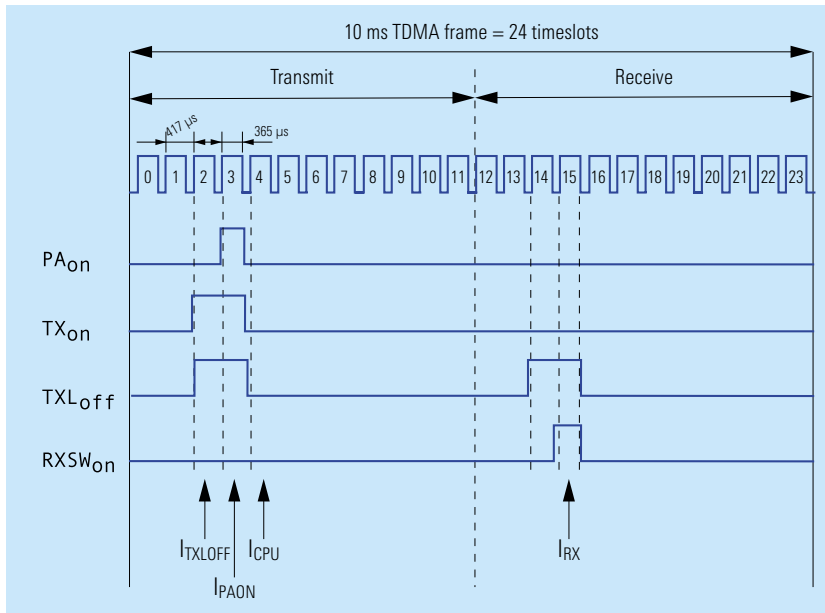 10 ms TDMA frame = 24 timeslots
Transmit Receive
417 µs 365 µs
0 1 2 3 4 5 6 7 8 9 10 11 12 13 14 15 16 17 18 19 20 21 22 23
PAon
TXon
TXLoff
RXSWon
ITXLOFF ICPU IRX
IPAON